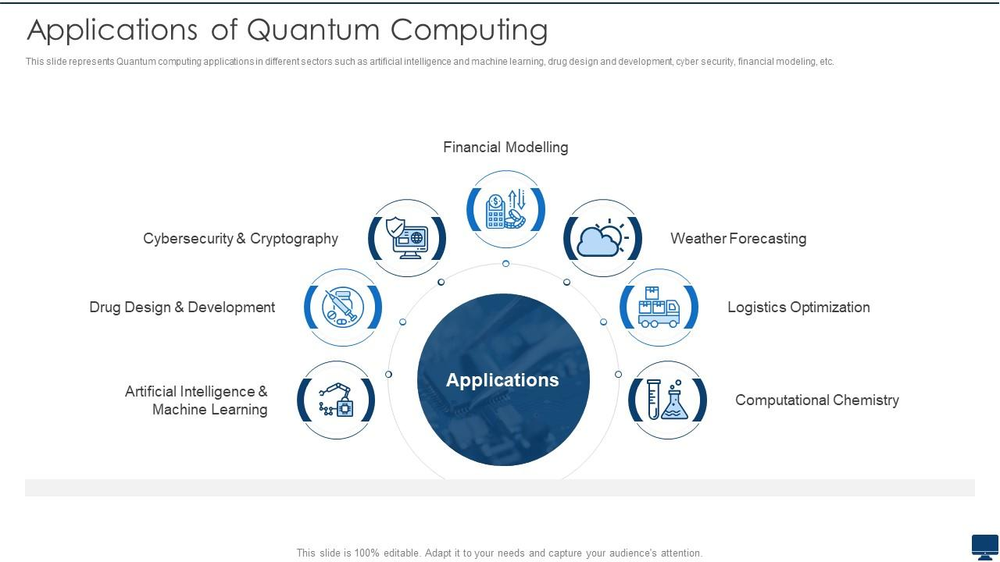 Applications of Quantum Computing
This slide represents Quantum computing applications in different sectors such as artificial intelligence and machine learning, drug design and development, cyber security, financial modeling, etc.
Financial Modelling
Cybersecurity & Cryptography
Weather Forecasting
Drug Design & Development
Logistics Optimization
Applications
Artificial Intelligence &
Machine Learning
Computational Chemistry
This slide is 100% editable. Adapt it to your needs and capture your audience's attention.